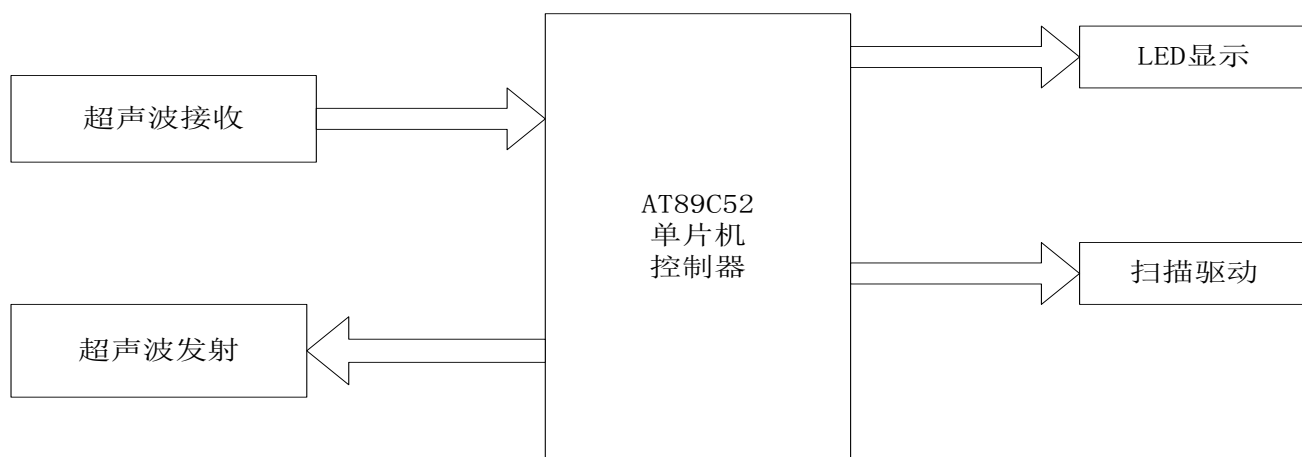 超声波接收
超声波发射
AT89C52
单片机
控制器
LED显示
扫描驱动